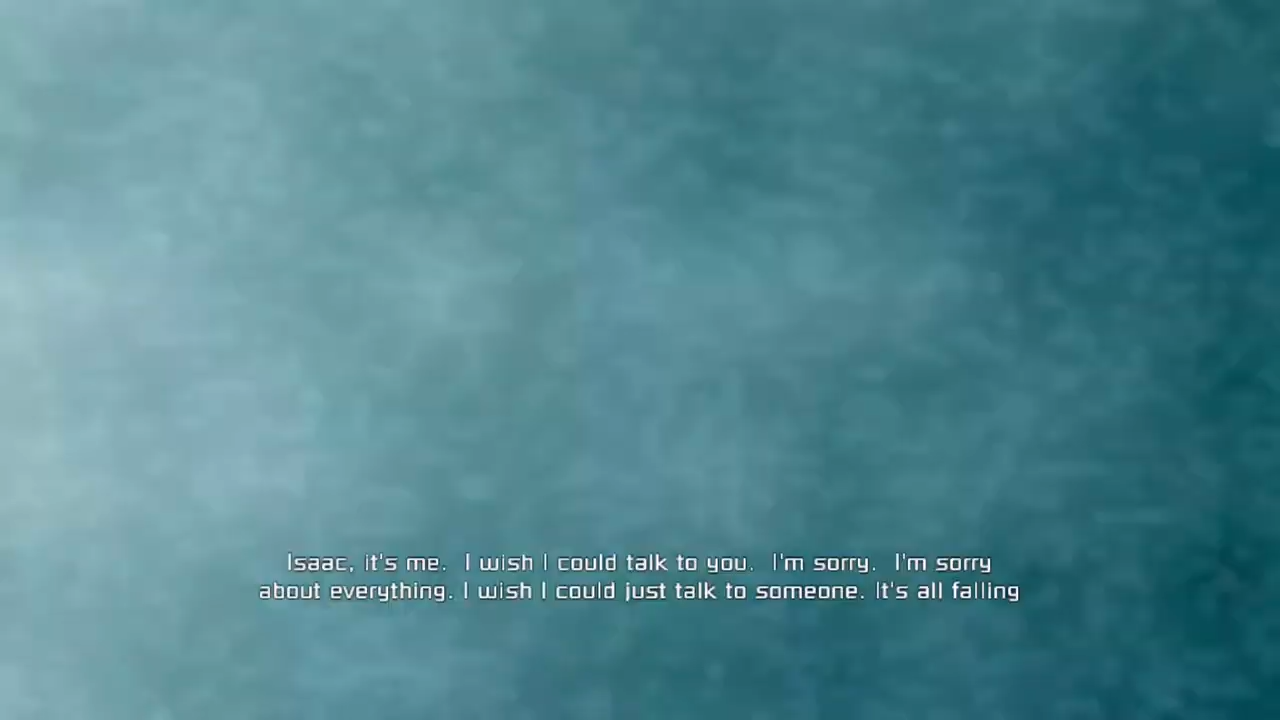 Isaac, it's me.  I wish I could talk to you.  I'm sorry.  I'm sorry
about everything. I wish I could just talk to someone. It's all falling